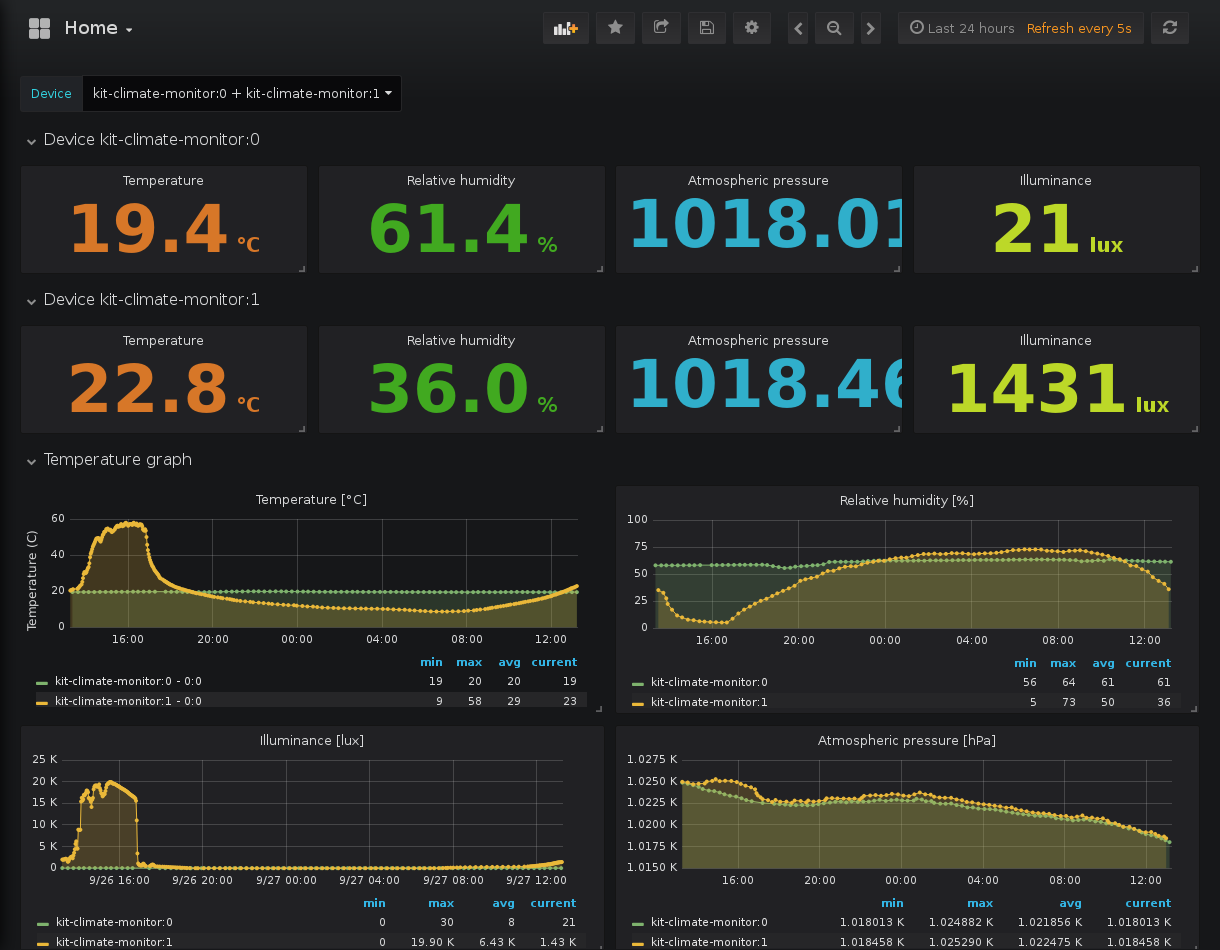 Home
Last 24 hours Refresh every 5s
Device kit-climate-monitor:0 + kit-climate-monitor:1
Device kit-climate-monitor:0
Temperature Relative humidity Atmospheric pressure Illuminance
19.4 °C 61.4 % 1018.01 21 lux
Device kit-climate-monitor:1
Temperature Relative humidity Atmospheric pressure Illuminance
22.8 °C 36.0 % 1018.46 1431 lux
Temperature graph
Temperature [°C]
Temperature (C)
60
40
20
0
16:00 20:00 00:00 04:00 08:00 12:00
min max avg current
kit-climate-monitor:0 - 0:0 19 20 20 19
kit-climate-monitor:1 - 0:0 9 58 29 23
Relative humidity [%]
100
75
50
25
0
16:00 20:00 00:00 04:00 08:00 12:00
min max avg current
kit-climate-monitor:0 56 64 61 61
kit-climate-monitor:1 5 73 50 36
Illuminance [lux]
25 K
20 K
15 K
10 K
5 K
0
9/26 16:00 9/26 20:00 9/27 00:00 9/27 04:00 9/27 08:00 9/27 12:00
min max avg current
kit-climate-monitor:0 0 30 8 21
kit-climate-monitor:1 0 19.90 K 6.43 K 1.43 K
Atmospheric pressure [hPa]
1.0275 K
1.0250 K
1.0225 K
1.0200 K
1.0175 K
1.0150 K
16:00 20:00 00:00 04:00 08:00 12:00
min max avg current
kit-climate-monitor:0 1.018013 K 1.024882 K 1.021856 K 1.018013 K
kit-climate-monitor:1 1.018458 K 1.025290 K 1.022475 K 1.018458 K